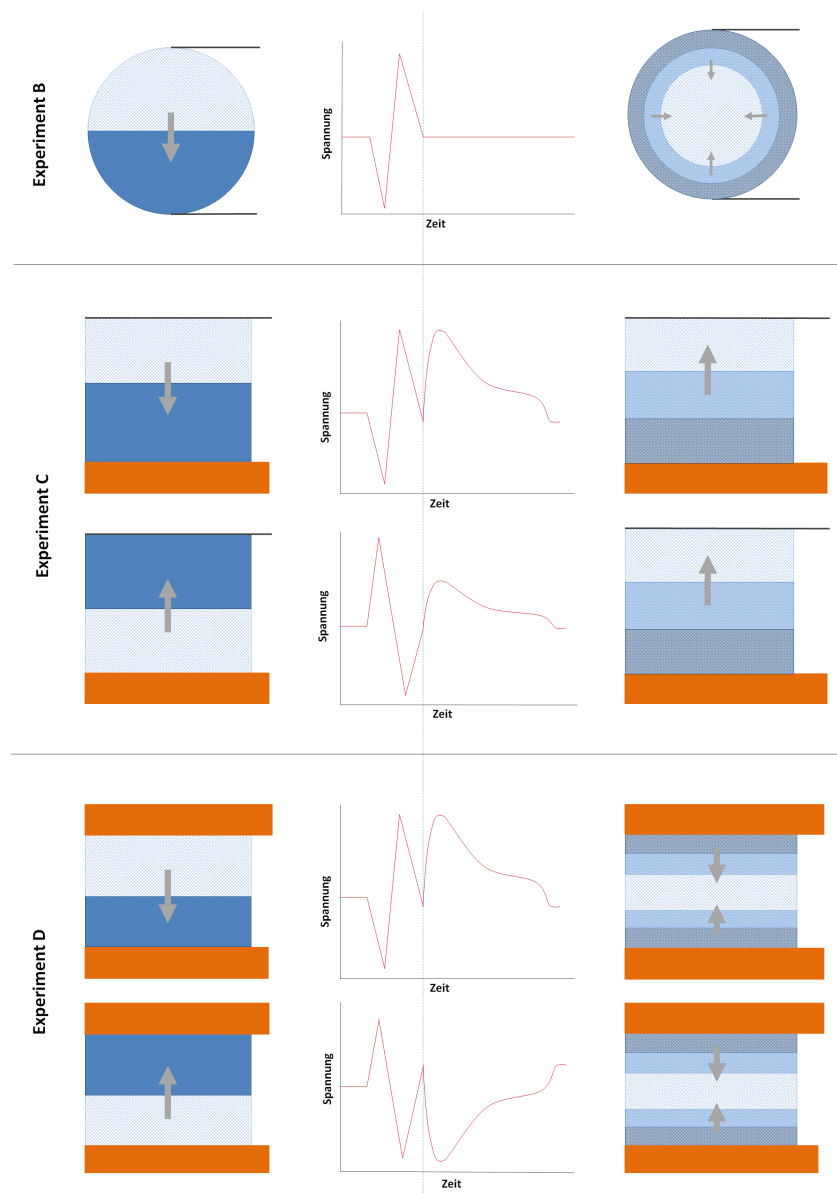 Experiment B
Spannung
Zeit
Experiment C
Spannung
Zeit
Spannung
Zeit
Experiment D
Spannung
Zeit
Spannung
Zeit